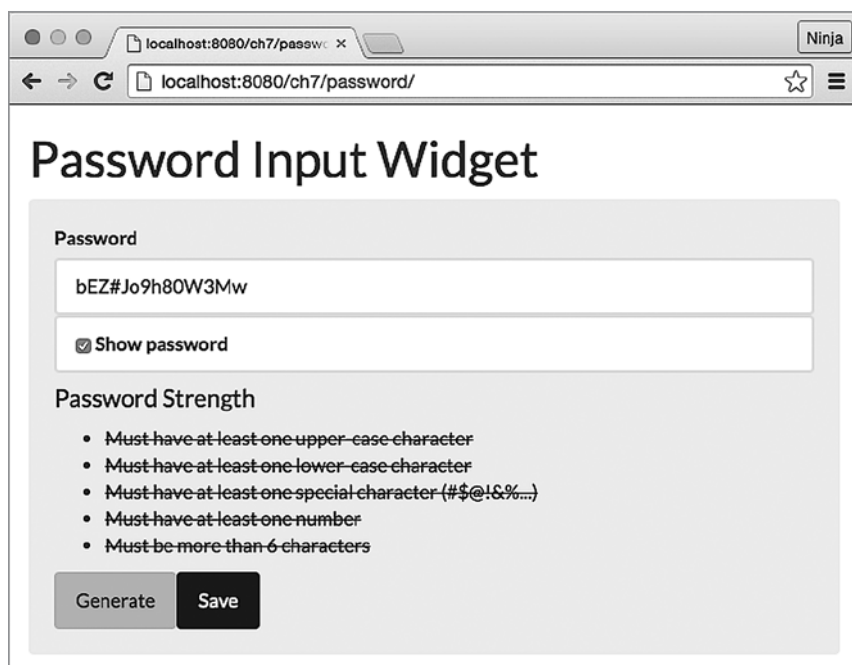 localhost:8080/ch7/passwo
Ninja
localhost:8080/ch7/password/
Password Input Widget
Password
bEZ#Jo9h80W3Mw
Show password
Password Strength
Must have at least one upper-case character
Must have at least one lower-case character
Must have at least one special character (#$@!&%...)
Must have at least one number
Must be more than 6 characters
Generate
Save